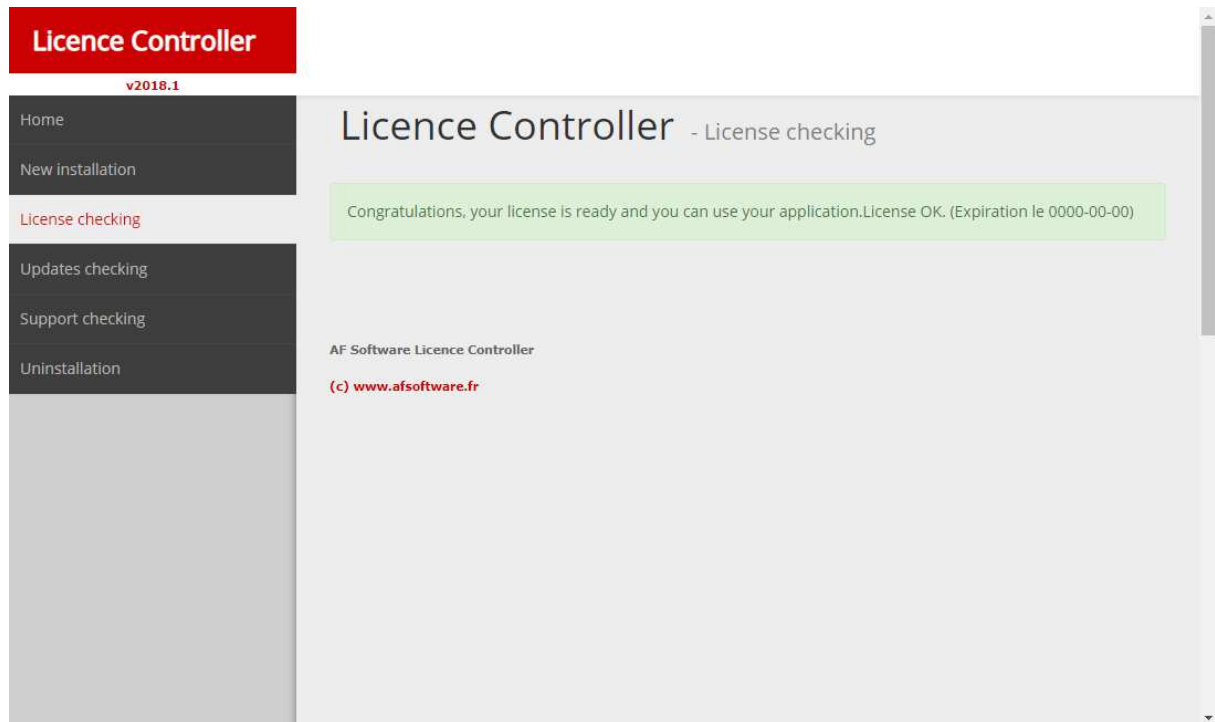 Licence Controller
v2018.1
Home
New installation
License checking
Updates checking
Support checking
Uninstallation
Licence Controller - License checking
Congratulations, your license is ready and you can use your application.License OK. (Expiration le 0000-00-00)
AF Software Licence Controller
(c) www.afsoftware.fr